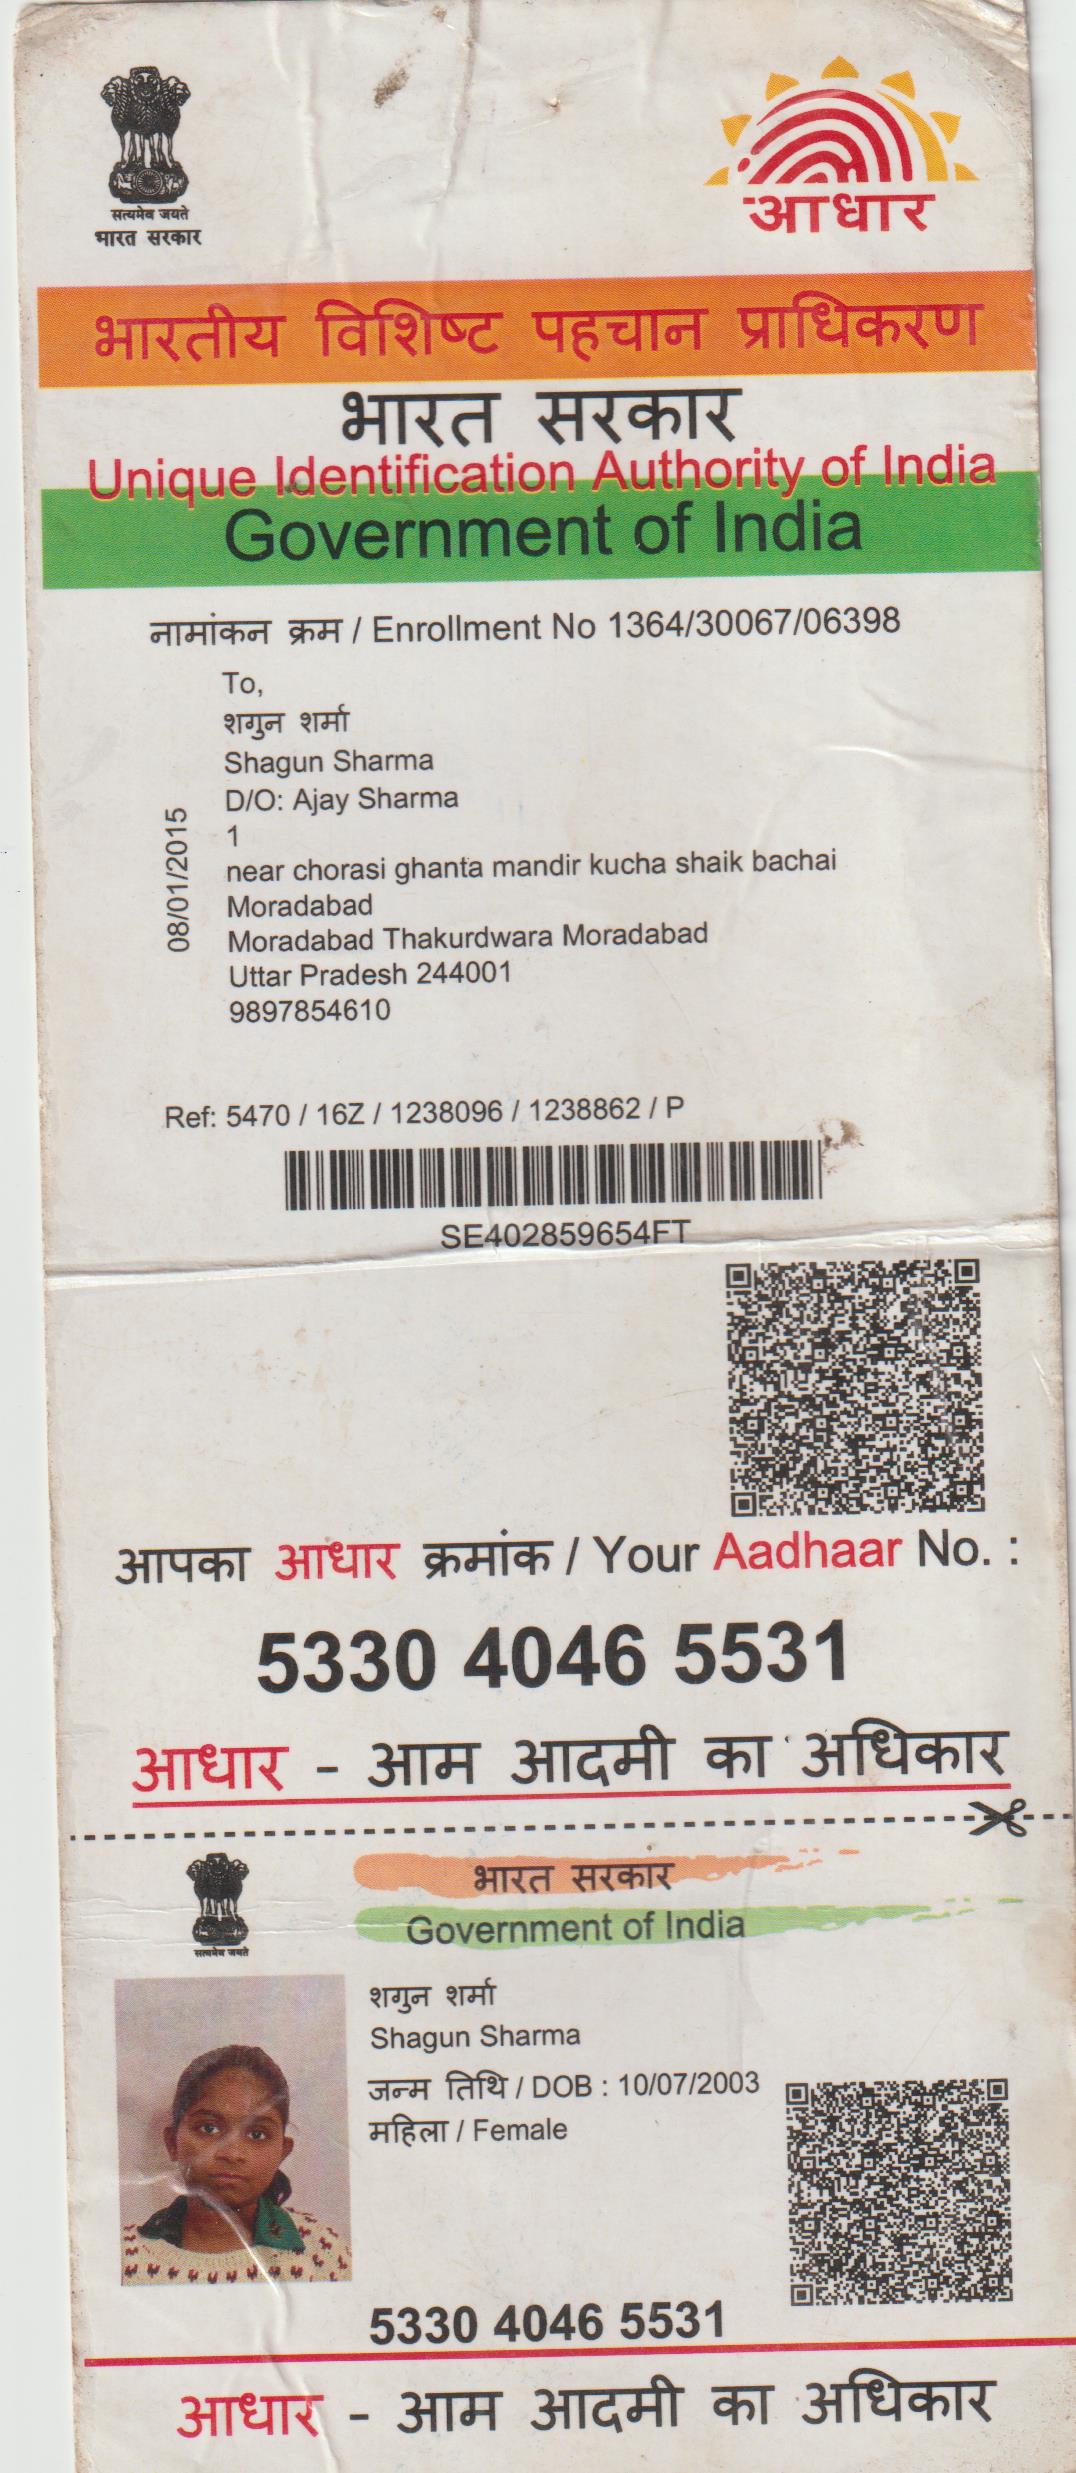 सत्यमेव जयते
भारत सरकार
आधार
भारतीय विशिष्ट पहचान प्राधिकरण
भारत सरकार
Unique Identification Authority of India
Government of India
नामांकन क्रम / Enrollment No 1364/30067/06398
To,
शगुन शर्मा
Shagun Sharma
D/O: Ajay Sharma
1
near chorasi ghanta mandir kucha shaik bachai
Moradabad
Moradabad Thakurdwara Moradabad
Uttar Pradesh 244001
9897854610
08/01/2015
Ref: 5470 / 16Z / 1238096 / 1238862 / P
SE402859654FT
आपका आधार क्रमांक / Your Aadhaar No. :
5330 4046 5531
आधार - आम आदमी का अधिकार
भारत सरकार
Government of India
सत्यमेव जयते
शगुन शर्मा
Shagun Sharma
जन्म तिथि / DOB : 10/07/2003
महिला / Female
5330 4046 5531
आधार - आम आदमी का अधिकार